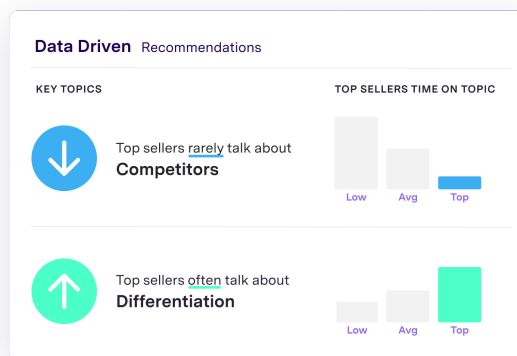 Data Driven Recommendations
KEY TOPICS
TOP SELLERS TIME ON TOPIC
Top sellers rarely talk about
Competitors
Low Avg Top
Top sellers often talk about
Differentiation
Low Avg Top